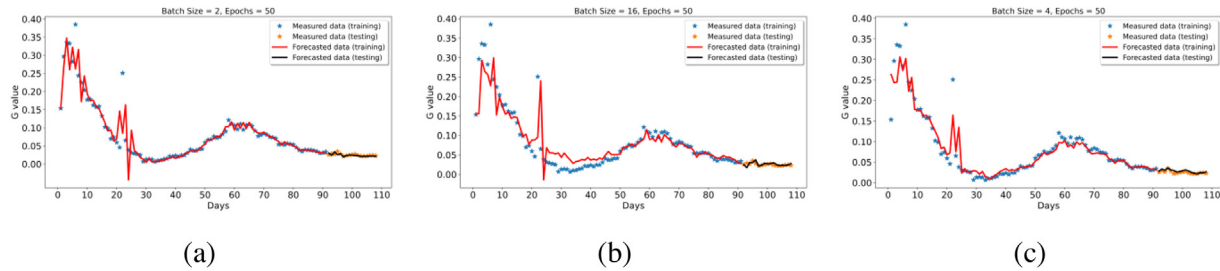 Batch Size = 2, Epochs = 50
Measured data (training)
Measured data (testing)
Forecasted data (training)
Forecasted data (testing)
G value
0.40
0.35
0.30
0.25
0.20
0.15
0.10
0.05
0.00
0 10 20 30 40 50 60 70 80 90 100 110
Days
(a)
Batch Size = 16, Epochs = 50
Measured data (training)
Measured data (testing)
Forecasted data (training)
Forecasted data (testing)
G value
0.40
0.35
0.30
0.25
0.20
0.15
0.10
0.05
0.00
0 10 20 30 40 50 60 70 80 90 100 110
Days
(b)
Batch Size = 4, Epochs = 50
Measured data (training)
Measured data (testing)
Forecasted data (training)
Forecasted data (testing)
G value
0.40
0.35
0.30
0.25
0.20
0.15
0.10
0.05
0.00
0 10 20 30 40 50 60 70 80 90 100 110
Days
(c)